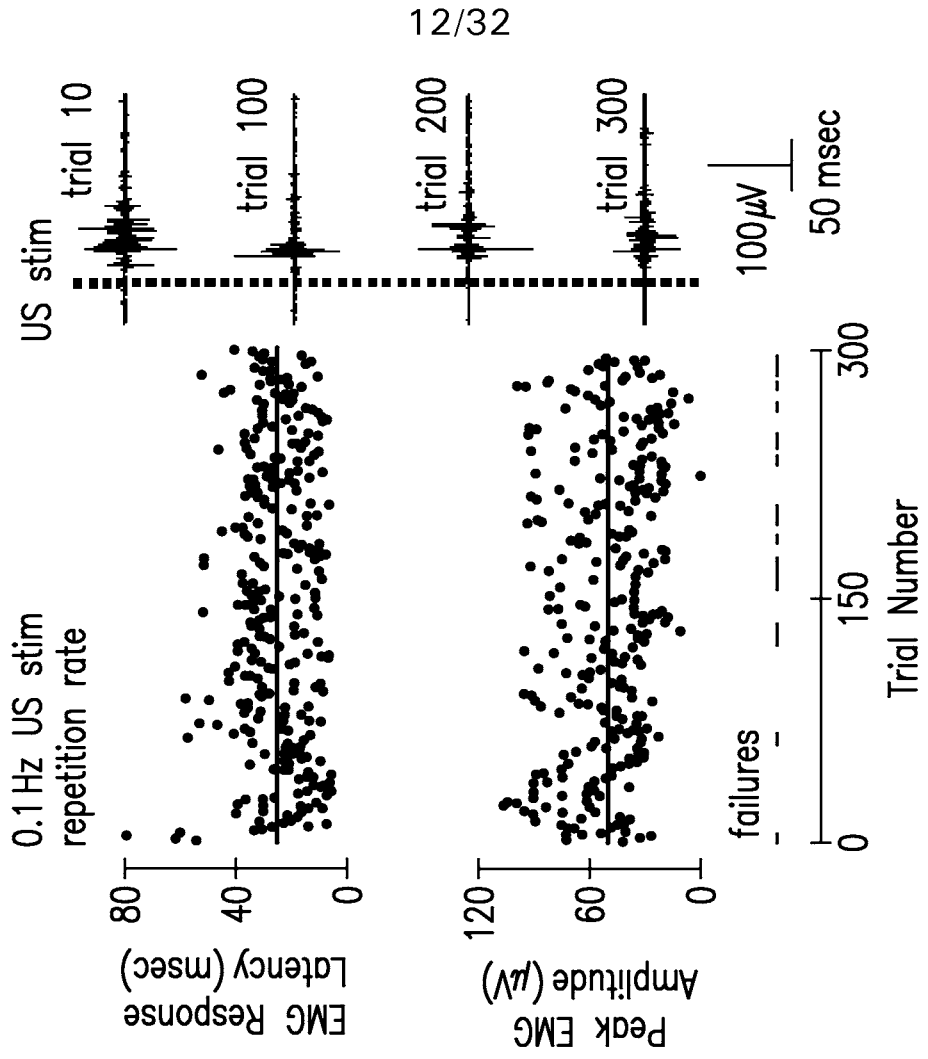 12/32
0.1 Hz US stim
repetition rate
US stim
EMG Response
Latency (msec)
80
40
0
trial 10
trial 100
Peak EMG
Amplitude (µV)
120
60
0
trial 200
trial 300
failures
0
150
300
Trial Number
100µV
50 msec